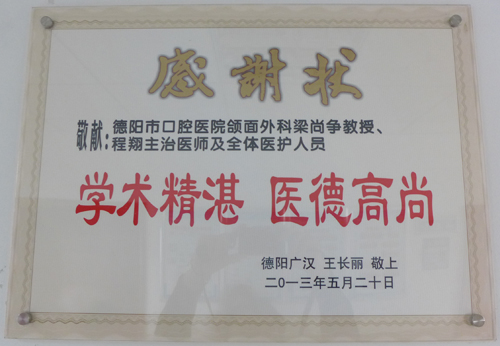 感謝状
敬献:德阳市口腔医院颌面外科梁尚争教授、
程翔主治医师及全体医护人员
学术精湛 医德高尚
德阳广汉 王长丽 敬上
二〇一三年五月二十日